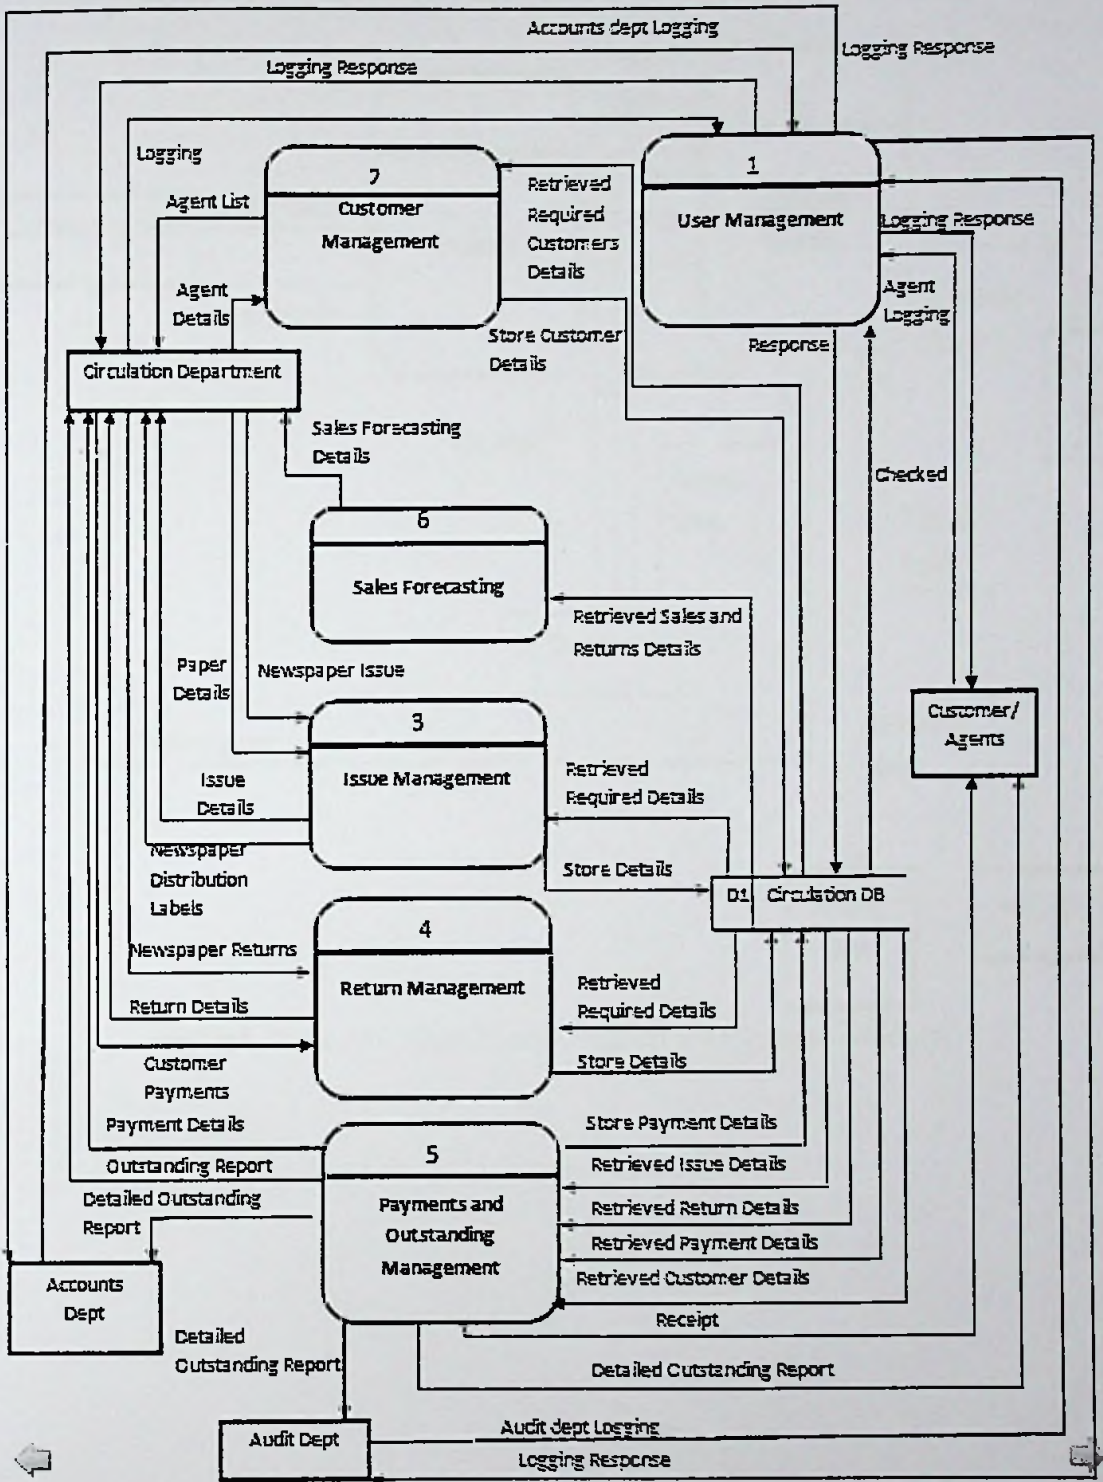 Accounts dept Logging
Logging Response
Logging Response
Logging
Agent List
Agent
Details
2
Customer
Management
Retrieved
Required
Customers
Details
Store Customer
Details
1
User Management
Logging Response
Agent
Logging
Response
Checked
Circulation Department
Sales Forecasting
Details
6
Sales Forecasting
Retrieved Sales and
Returns Details
Paper
Details
Newspaper Issue
3
Issue Management
Issue
Details
Newspaper
Distribution
Labels
Retrieved
Required Details
Store Details
Customer/
Agents
D1
Circulation DB
4
Return Management
Newspaper Returns
Return Details
Retrieved
Required Details
Store Details
Customer
Payments
Payment Details
Outstanding Report
Detailed Outstanding
Report
5
Payments and
Outstanding
Management
Store Payment Details
Retrieved Issue Details
Retrieved Return Details
Retrieved Payment Details
Retrieved Customer Details
Receipt
Accounts
Dept
Detailed
Outstanding Report
Detailed Outstanding Report
Audit Dept
Audit dept Logging
Logging Response